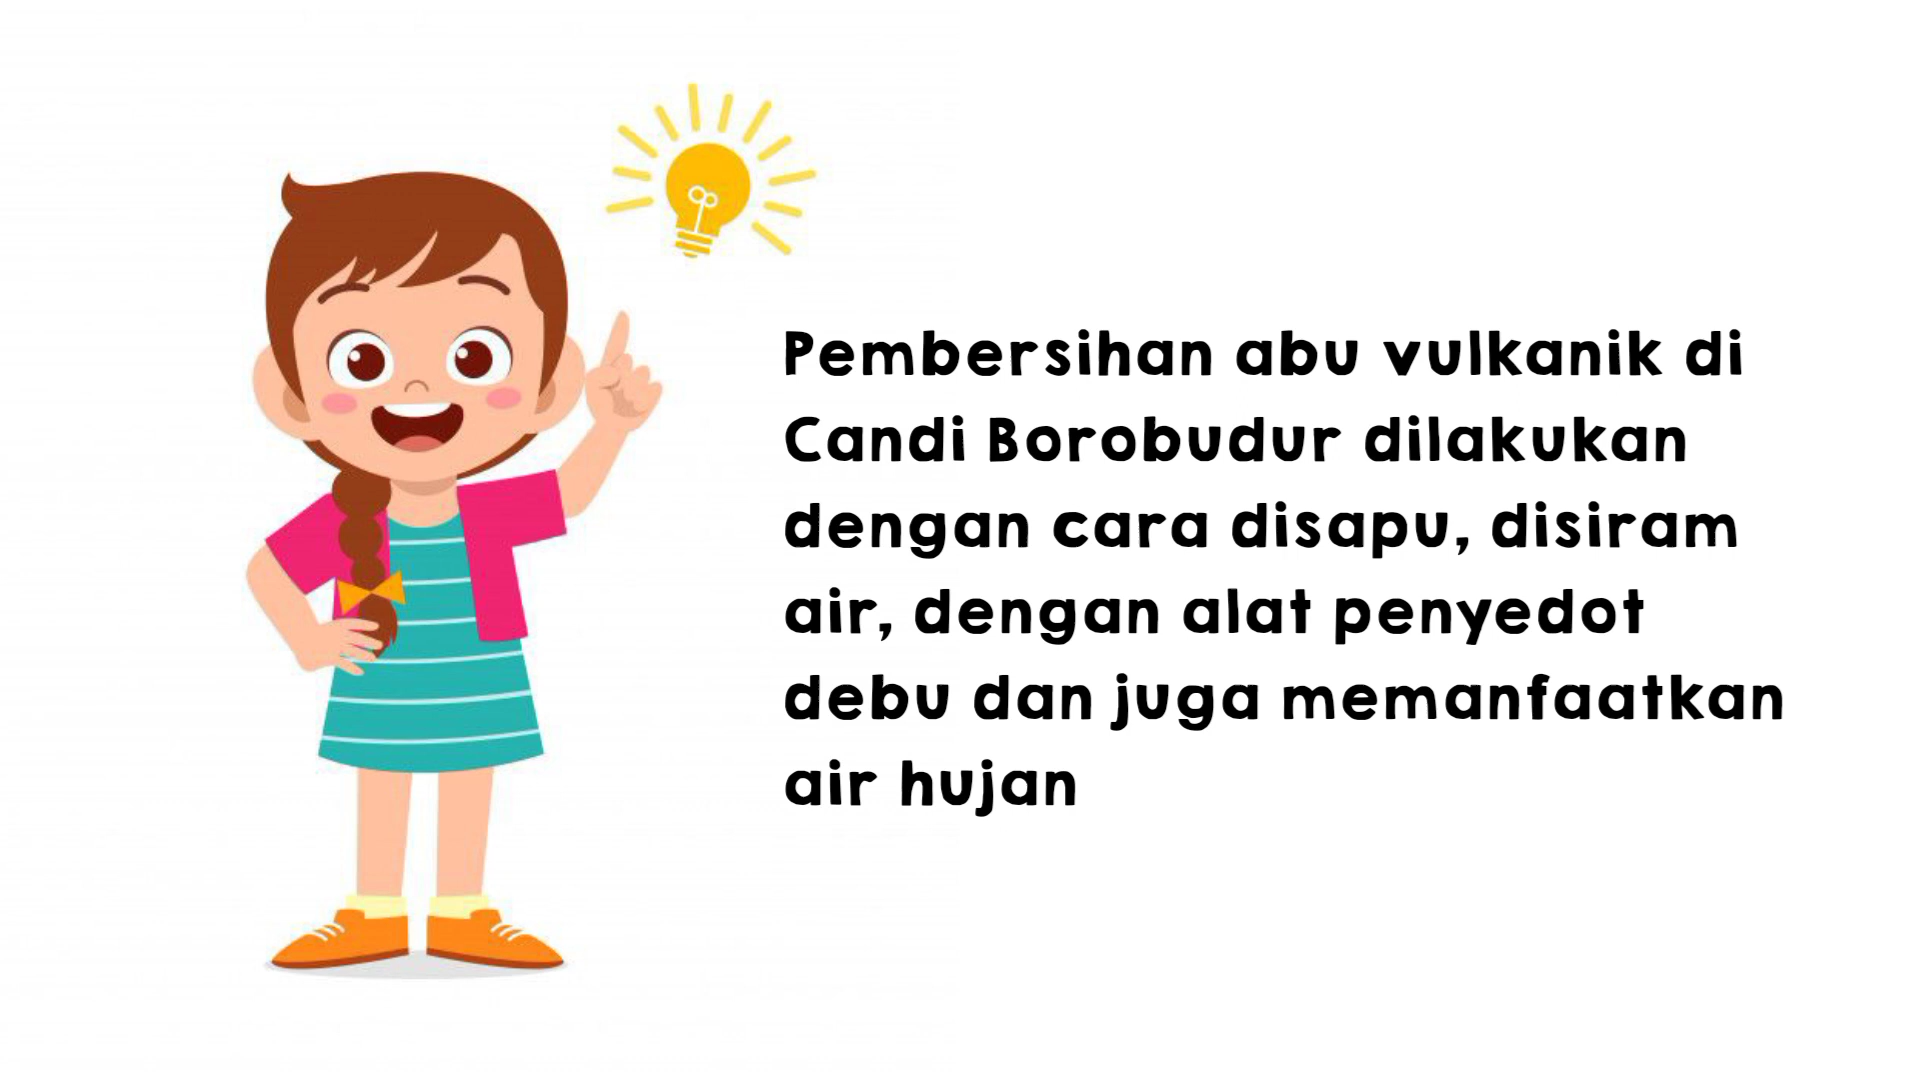 Pembersihan abu vulkanik di
Candi Borobudur dilakukan
dengan cara disapu, disiram
air, dengan alat penyedot
debu dan juga memanfaatkan
air hujan